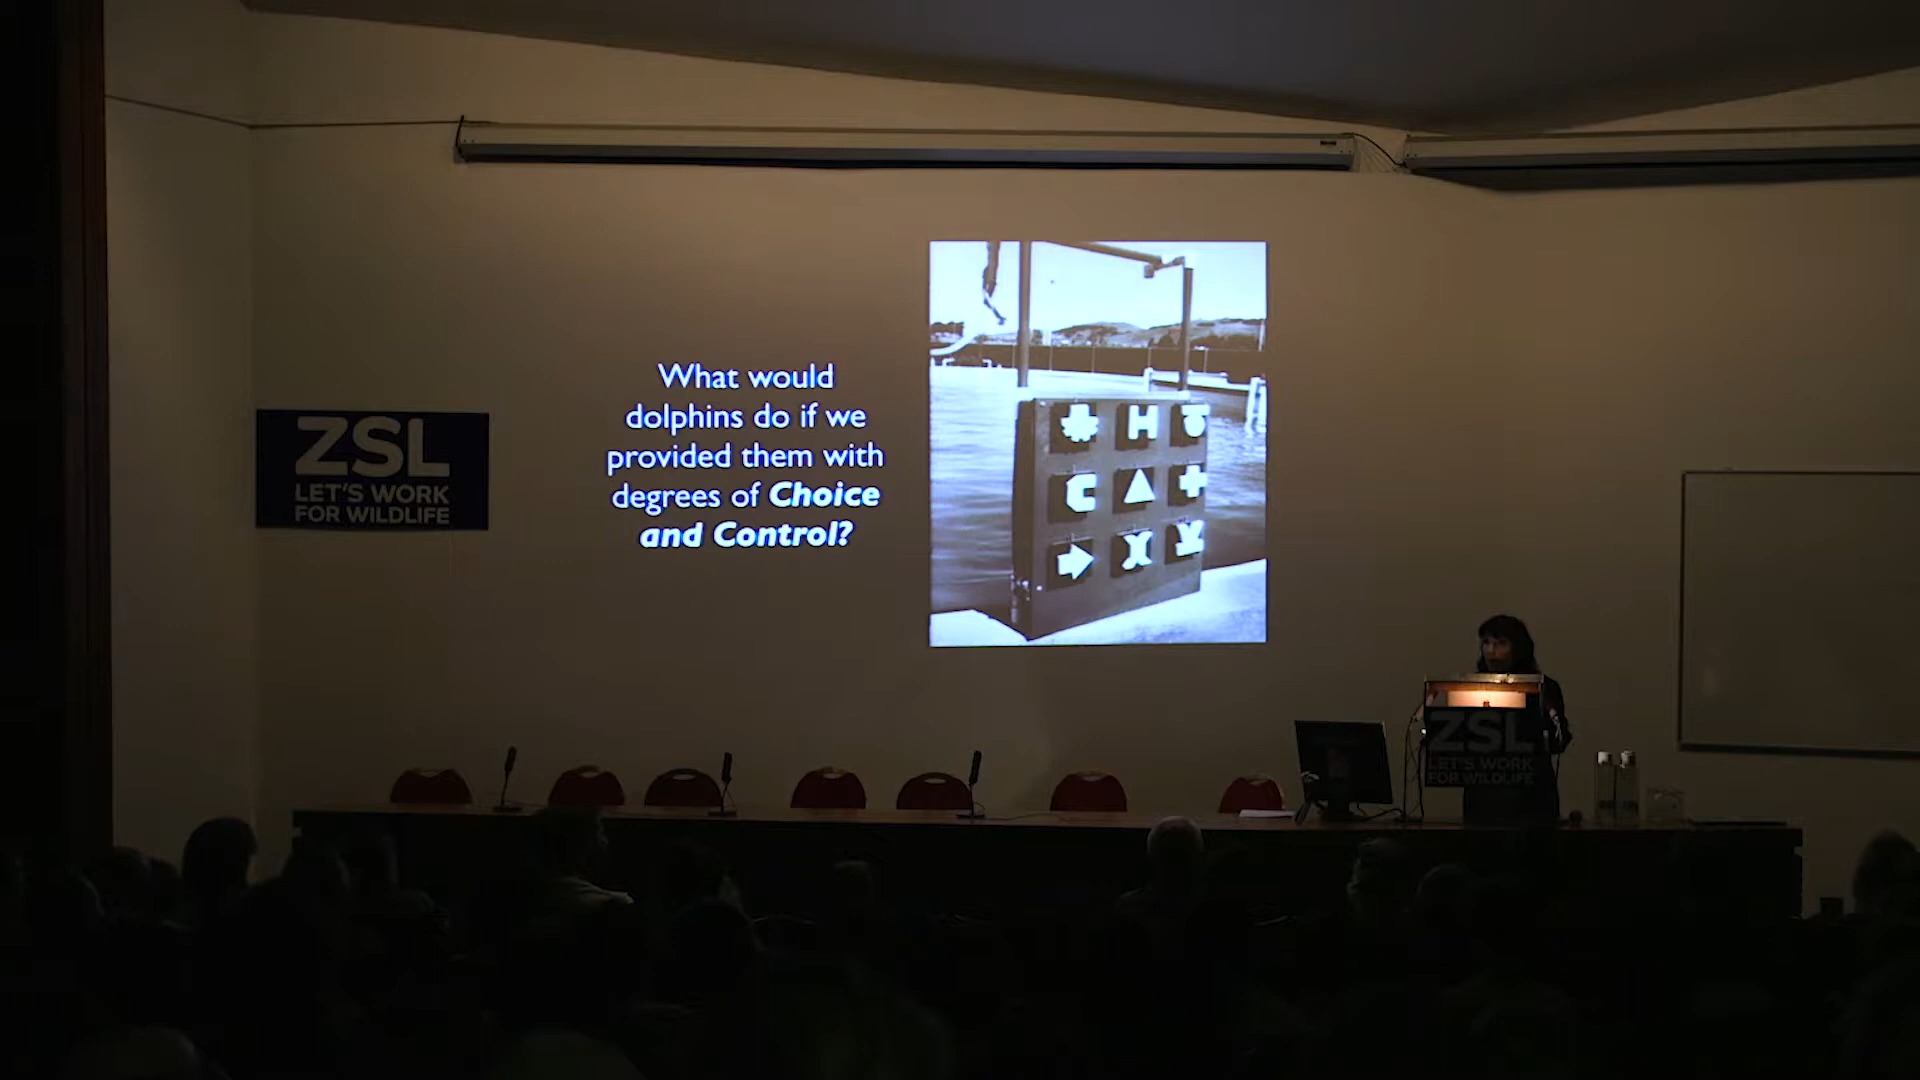 What would
dolphins do if we
provided them with
degrees of Choice
and Control?
H
ZSL
LET'S WORK
FOR WILDLIFE
ZSL
LET'S WORK
FOR WILDLIFE